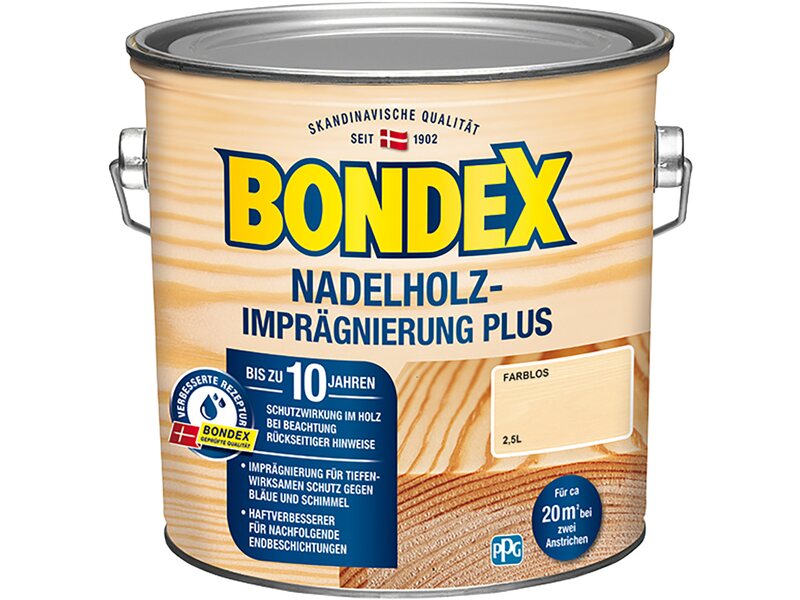 SKANDINAVISCHE QUALITÄT
SEIT 1902
BONDEX
NADELHOLZ-
IMPRÄGNIERUNG PLUS
BIS ZU 10 JAHREN
SCHUTZWIRKUNG IM HOLZ
BEI BEACHTUNG
RÜCKSEITIGER HINWEISE
VERBESSERTE REZEPTUR
BONDEX
GEPRÜFTE QUALITÄT
• IMPRÄGNIERUNG FÜR TIEFEN-
WIRKSAMEN SCHUTZ GEGEN
BLÄUE UND SCHIMMEL
• HAFTVERBESSERER
FÜR NACHFOLGENDE
ENDBESCHICHTUNGEN
FARBLOS
2,5L
Für ca
20 m² bei
zwei
Anstrichen
PPG